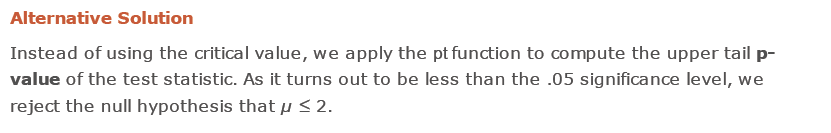 Alternative Solution
Instead of using the critical value, we apply the pt function to compute the upper tail p-
value of the test statistic. As it turns out to be less than the .05 significance level, we
reject the null hypothesis that μ ≤ 2.